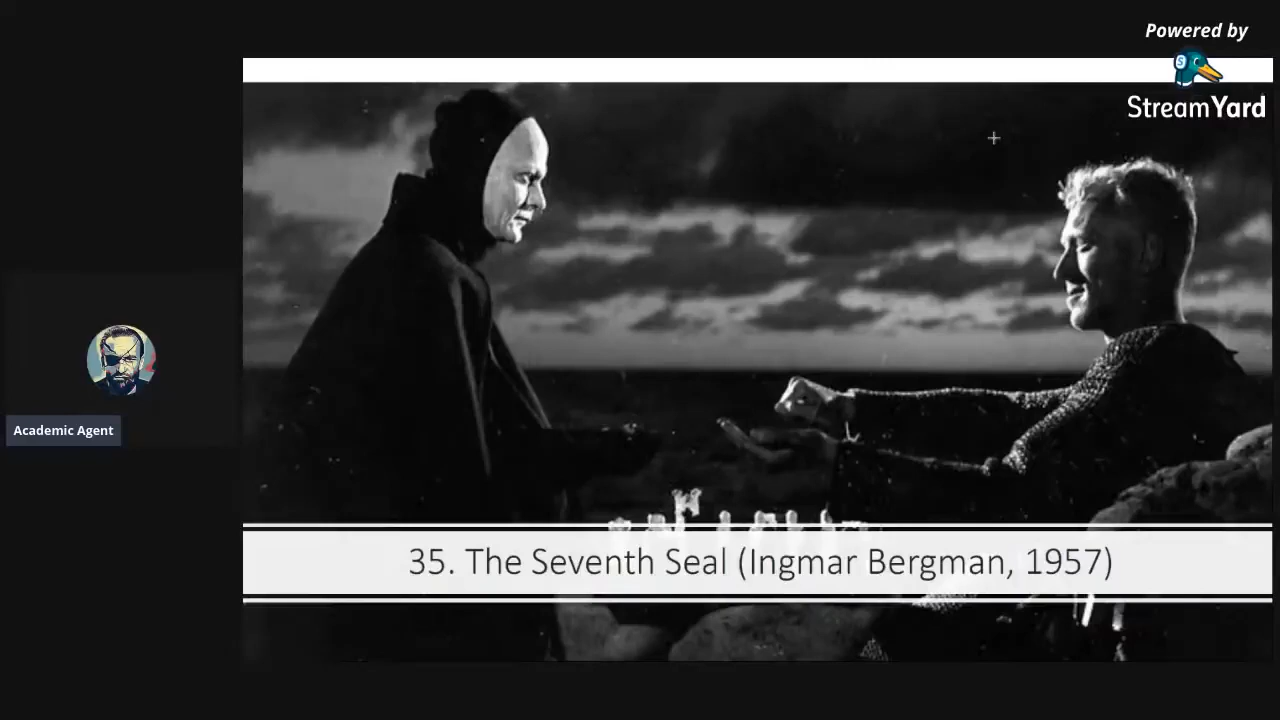 Powered by
StreamYard
Academic Agent
35. The Seventh Seal (Ingmar Bergman, 1957)